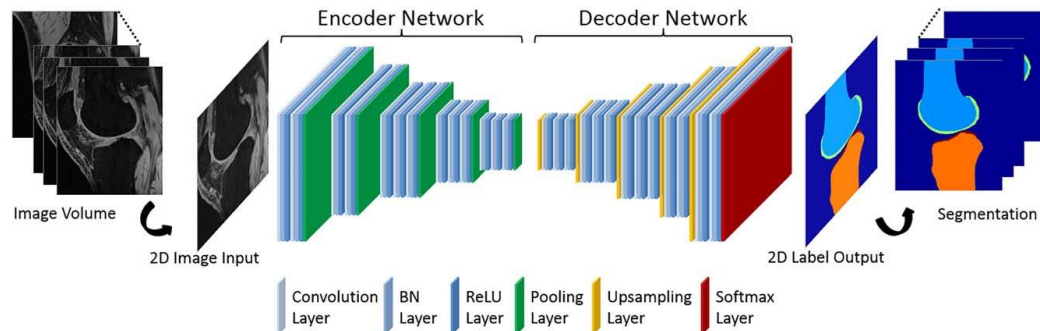 Encoder Network
Decoder Network
Image Volume
2D Image Input
2D Label Output
Segmentation
Convolution
Layer
BN
Layer
ReLU
Layer
Pooling
Layer
Upsampling
Layer
Softmax
Layer